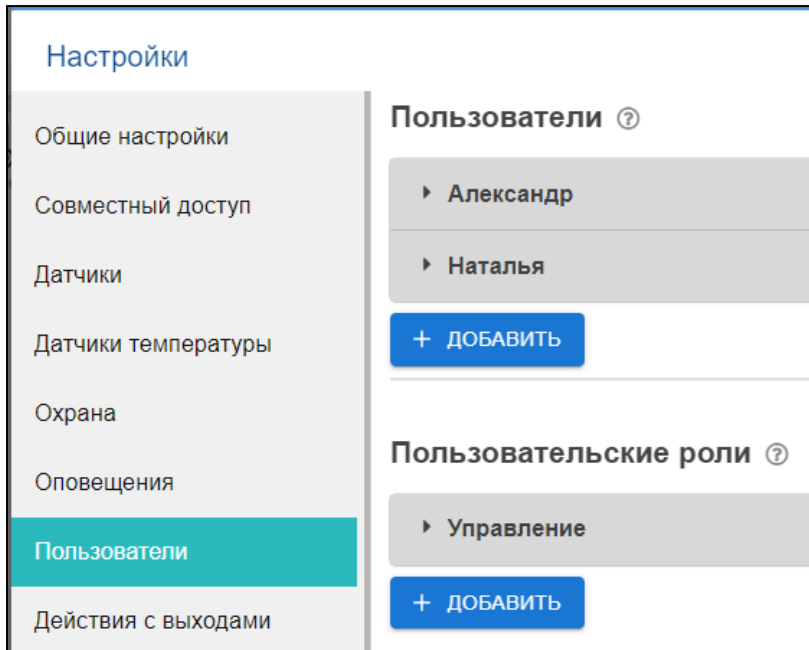 Настройки
Общие настройки
Совместный доступ
Датчики
Датчики температуры
Охрана
Оповещения
Пользователи
Действия с выходами
Пользователи ?
Александр
Наталья
+ ДОБАВИТЬ
Пользовательские роли ?
Управление
+ ДОБАВИТЬ